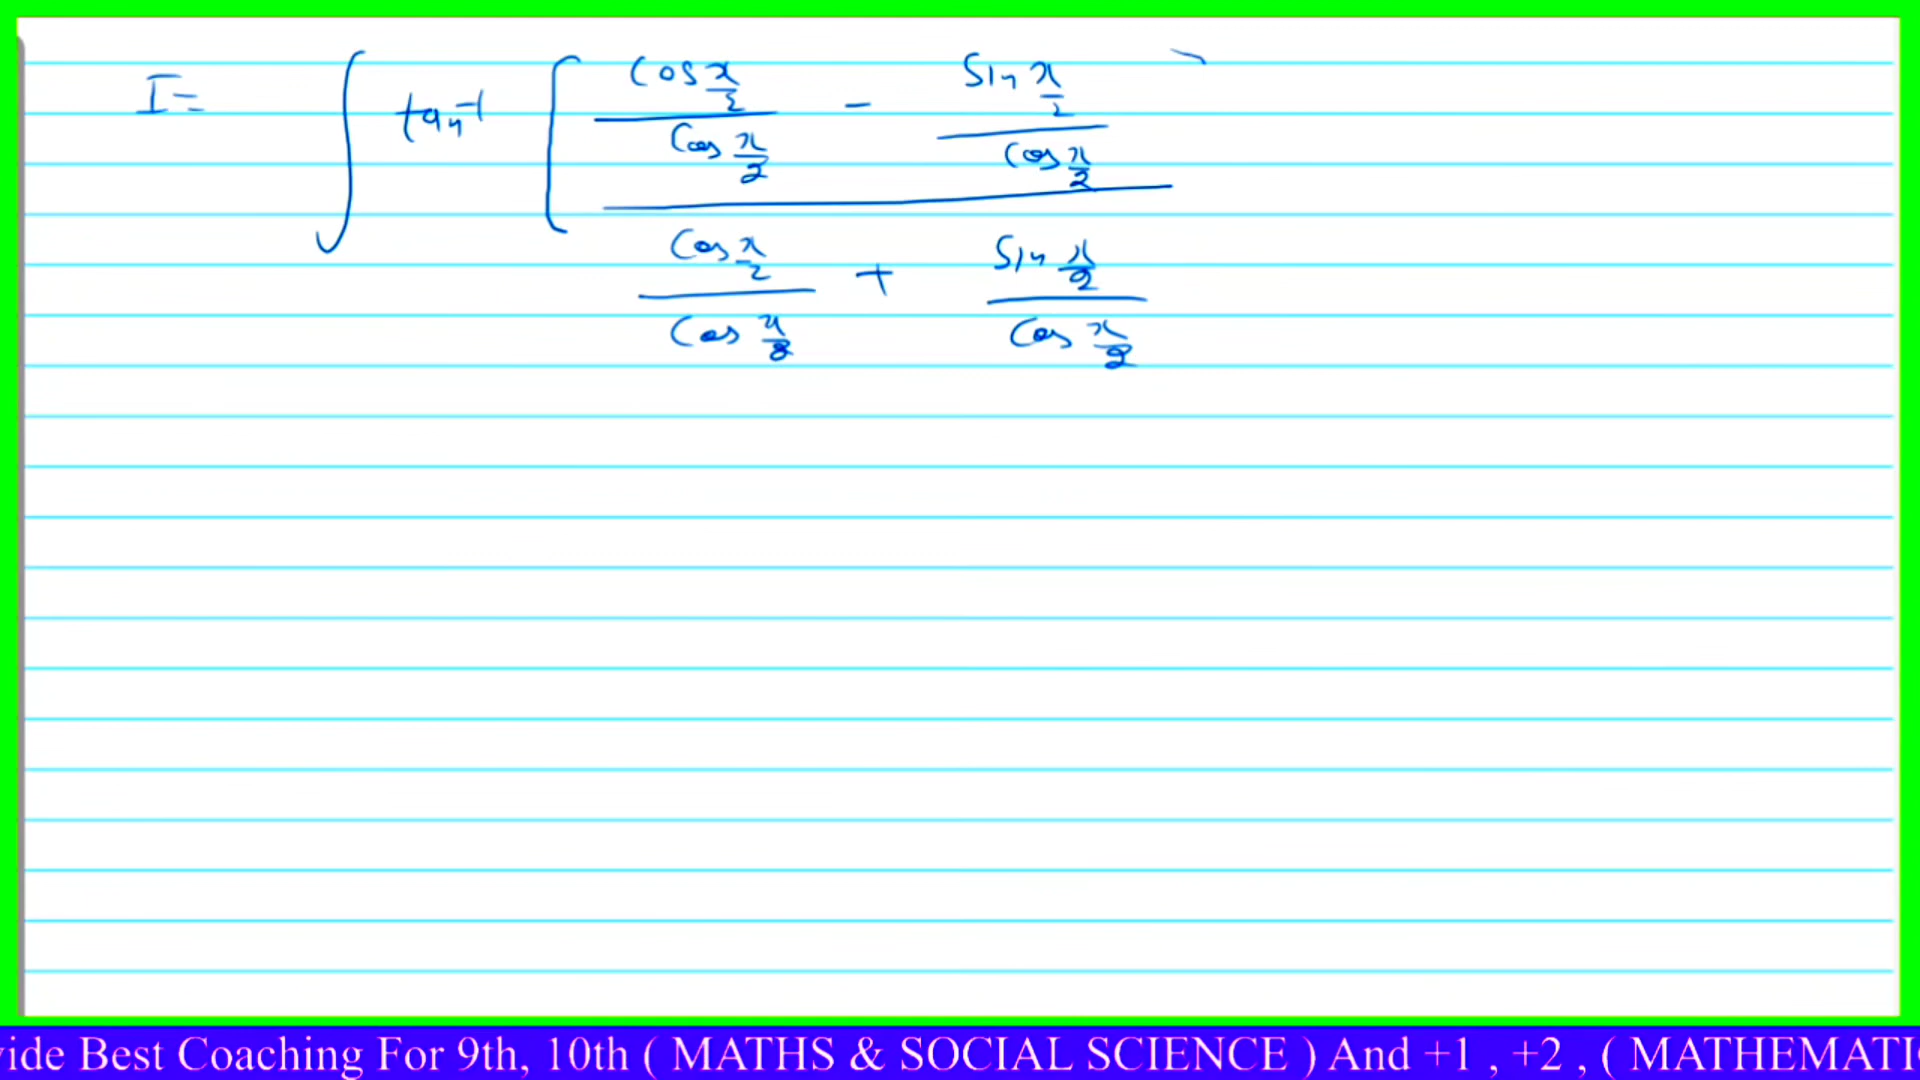 I = ∫ tan⁻¹ [ Cos x/2 / Cos x/2 - Sin x/2 / Cos x/2
Cos x/2 / Cos x/2 + Sin x/2 / Cos x/2
vide Best Coaching For 9th, 10th ( MATHS & SOCIAL SCIENCE ) And +1 , +2 , ( MATHEMATI